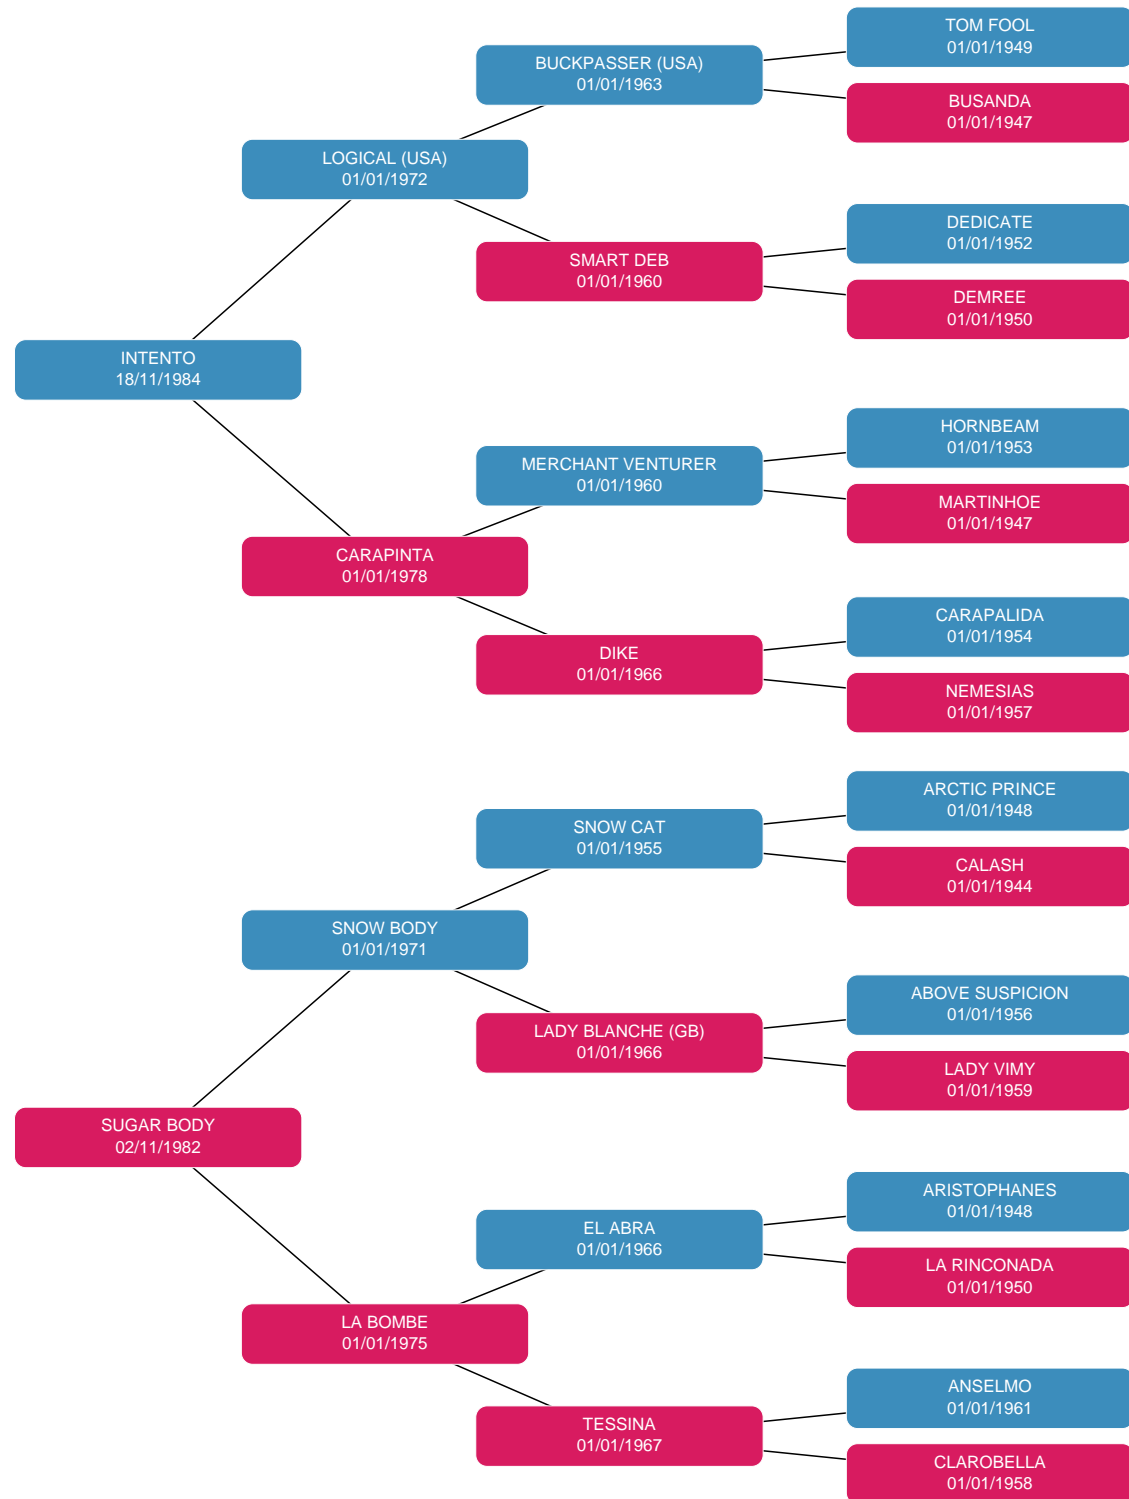 TOM FOOL
01/01/1949
BUCKPASSER (USA)
01/01/1963
BUSANDA
01/01/1947
LOGICAL (USA)
01/01/1972
DEDICATE
01/01/1952
SMART DEB
01/01/1960
DEMREE
01/01/1950
INTENTO
18/11/1984
HORNBEAM
01/01/1953
MERCHANT VENTURER
01/01/1960
MARTINHOE
01/01/1947
CARAPINTA
01/01/1978
CARAPALIDA
01/01/1954
DIKE
01/01/1966
NEMESIAS
01/01/1957
ARCTIC PRINCE
01/01/1948
SNOW CAT
01/01/1955
CALASH
01/01/1944
SNOW BODY
01/01/1971
ABOVE SUSPICION
01/01/1956
LADY BLANCHE (GB)
01/01/1966
LADY VIMY
01/01/1959
SUGAR BODY
02/11/1982
ARISTOPHANES
01/01/1948
EL ABRA
01/01/1966
LA RINCONADA
01/01/1950
LA BOMBE
01/01/1975
ANSELMO
01/01/1961
TESSINA
01/01/1967
CLAROBELLA
01/01/1958